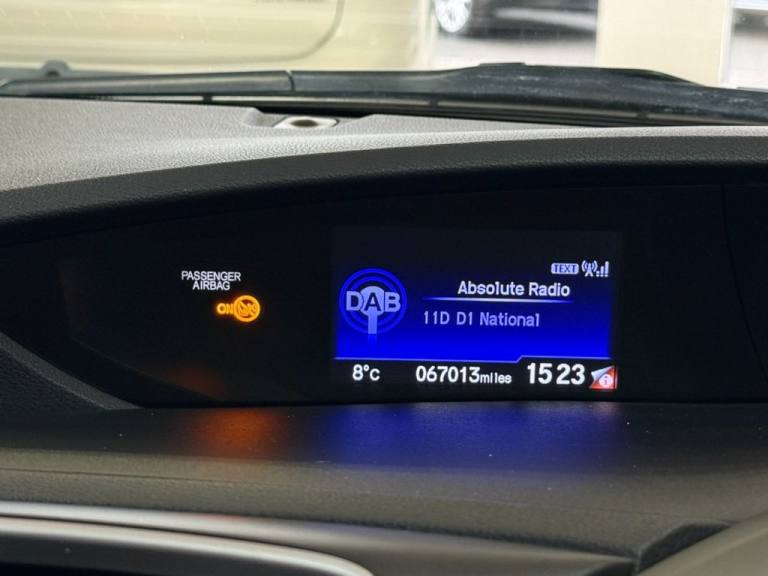 PASSENGER
AIRBAG
ON
TEXT
DAB
Absolute Radio
11D D1 National
8°C
067013miles
1523
i